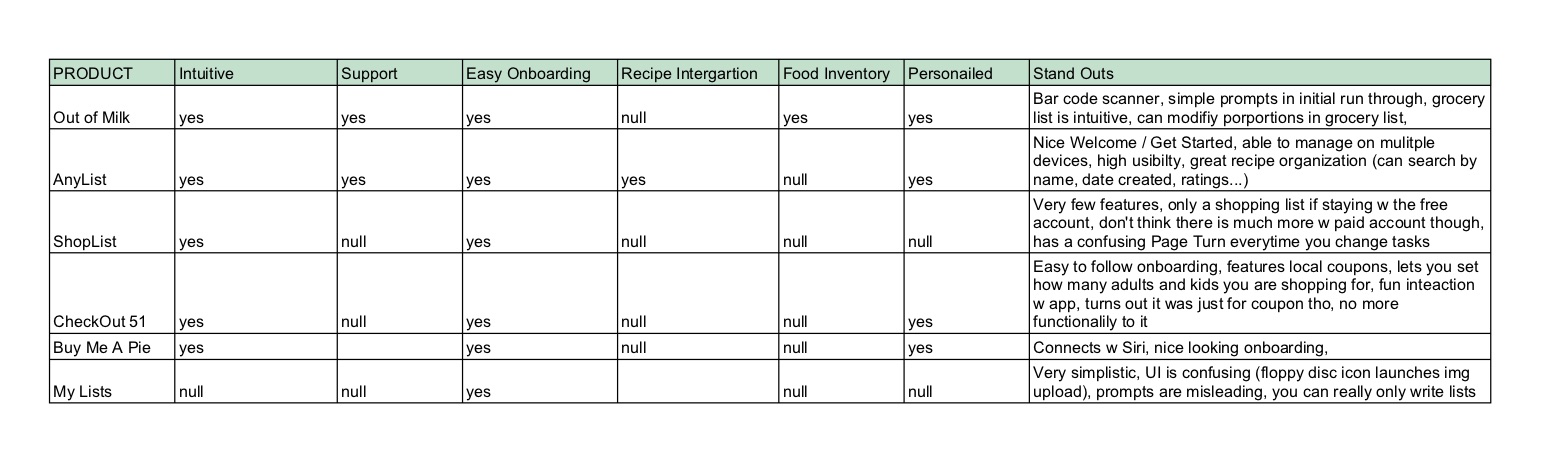 PRODUCT Intuitive Support Easy Onboarding Recipe Intergartion Food Inventory Personailed Stand Outs
Bar code scanner, simple prompts in initial run through, grocery
Out of Milk yes yes yes null yes yes list is intuitive, can modifiy porportions in grocery list,
Nice Welcome / Get Started, able to manage on mulitple
devices, high usibilty, great recipe organization (can search by
AnyList yes yes yes yes null yes name, date created, ratings...)
Very few features, only a shopping list if staying w the free
account, don't think there is much more w paid account though,
ShopList yes null yes null null null has a confusing Page Turn everytime you change tasks
Easy to follow onboarding, features local coupons, lets you set
how many adults and kids you are shopping for, fun inteaction
w app, turns out it was just for coupon tho, no more
CheckOut 51 yes null yes null null yes functionalily to it
Buy Me A Pie yes yes null null yes Connects w Siri, nice looking onboarding,
Very simplistic, UI is confusing (floppy disc icon launches img
My Lists null null yes null null upload), prompts are misleading, you can really only write lists